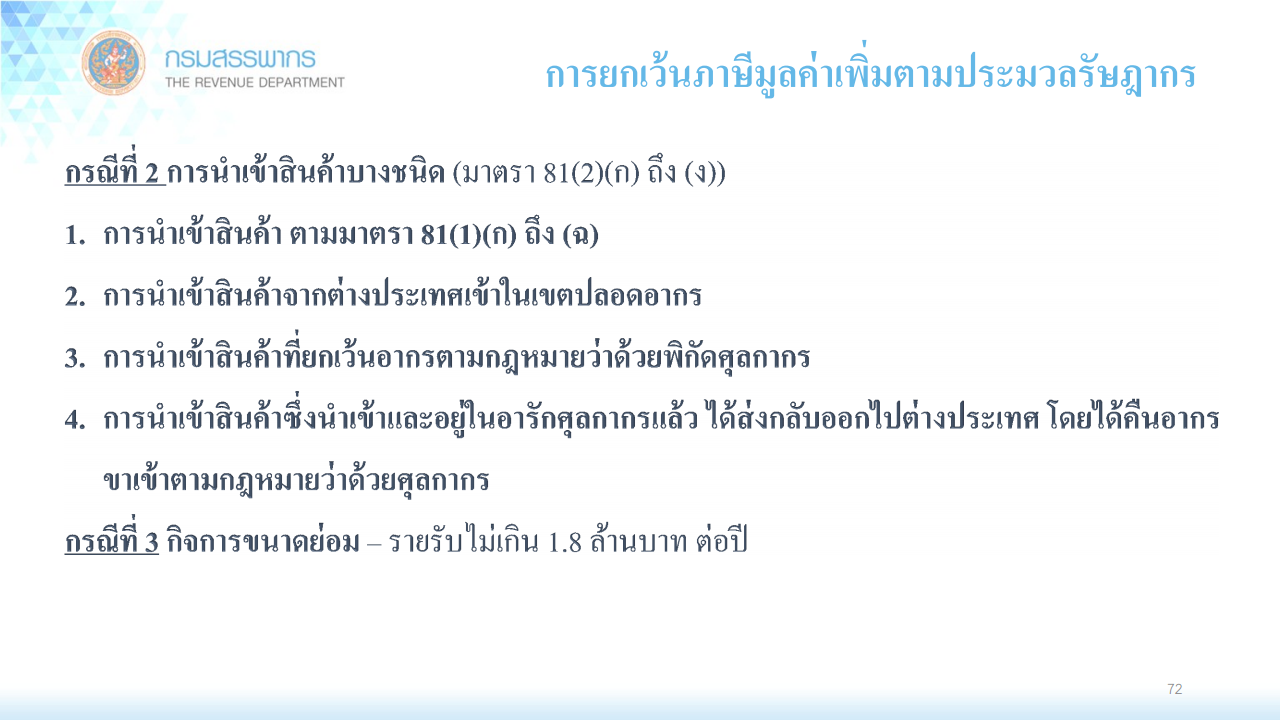 กรมสรรพากร
THE REVENUE DEPARTMENT
การยกเว้นภาษีมูลค่าเพิ่มตามประมวลรัษฎากร
กรณีที่ 2 การนำเข้าสินค้าบางชนิด (มาตรา 81(2)(ก) ถึง (ง))
1. การนำเข้าสินค้า ตามมาตรา 81(1)(ก) ถึง (ฉ)
2. การนำเข้าสินค้าจากต่างประเทศเข้าในเขตปลอดอากร
3. การนำเข้าสินค้าที่ยกเว้นอากรตามกฎหมายว่าด้วยพิกัดศุลกากร
4. การนำเข้าสินค้าซึ่งนำเข้าและอยู่ในอารักศุลกากรแล้ว ได้ส่งกลับออกไปต่างประเทศ โดยได้คืนอากร
ขาเข้าตามกฎหมายว่าด้วยศุลกากร
กรณีที่ 3 กิจการขนาดย่อม – รายรับไม่เกิน 1.8 ล้านบาท ต่อปี
72